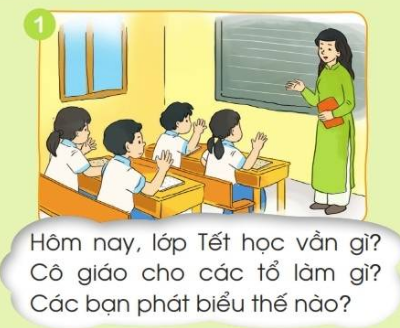 1
Hôm nay, lớp Tết học vần gì?
Cô giáo cho các tổ làm gì?
Các bạn phát biểu thế nào?